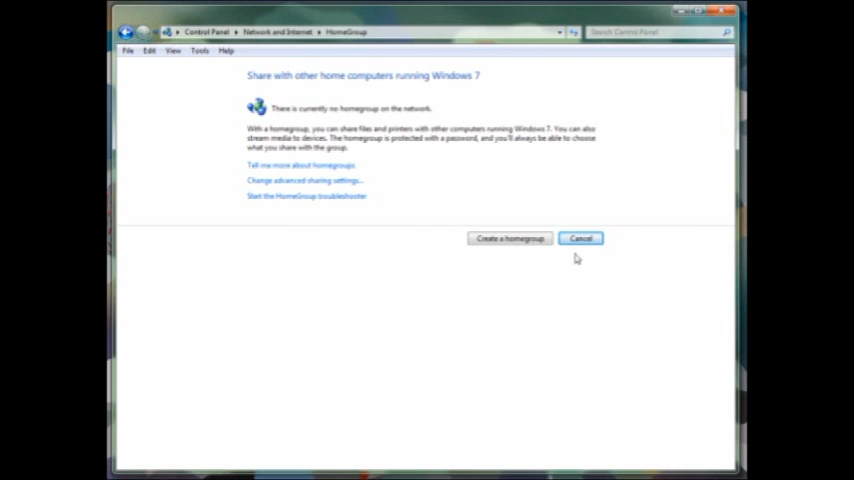 Control Panel Network and Internet HomeGroup Search Control Panel
File Edit View Tools Help
Share with other home computers running Windows 7
There is currently no homegroup on the network.
With a homegroup, you can share files and printers with other computers running Windows 7. You can also
stream media to devices. The homegroup is protected with a password, and you'll always be able to choose
what you share with the group.
Tell me more about homegroups
Change advanced sharing settings...
Start the HomeGroup troubleshooter
Create a homegroup Cancel